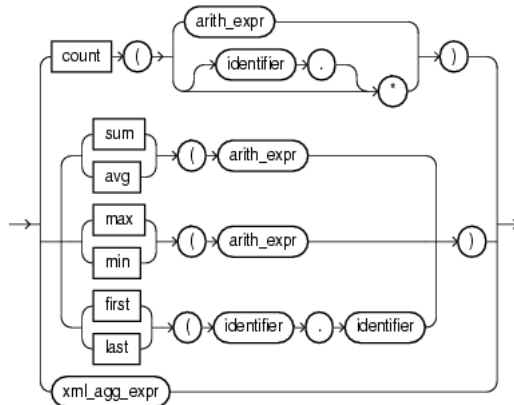 arith_expr
count ( identifier . * )
sum
avg
( arith_expr
max
min
( arith_expr )
first
last
( identifier . identifier
xml_agg_expr